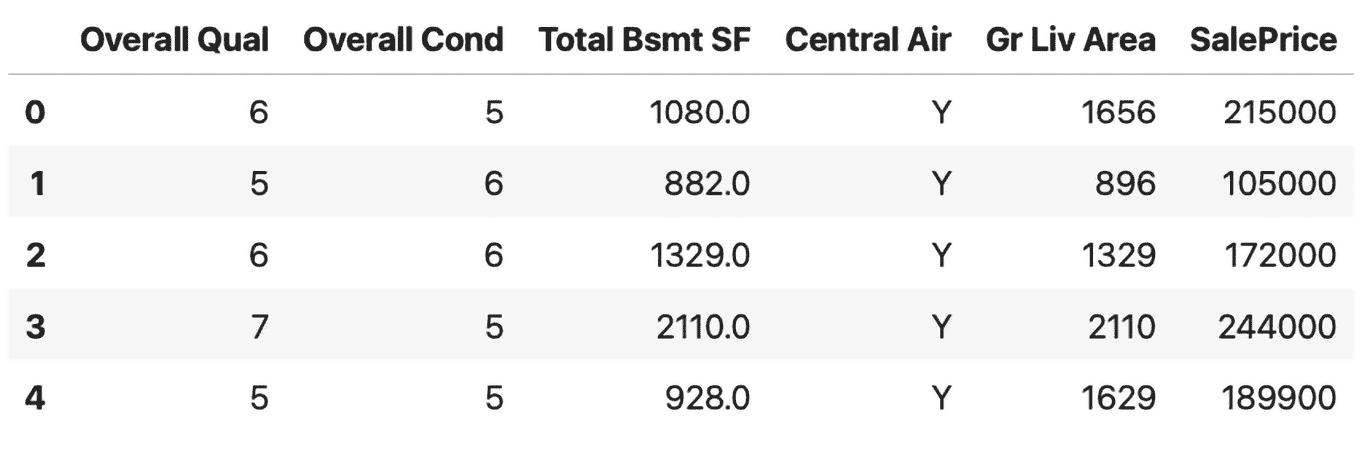 Overall Qual Overall Cond Total Bsmt SF Central Air Gr Liv Area SalePrice
0 6 5 1080.0 Y 1656 215000
1 5 6 882.0 Y 896 105000
2 6 6 1329.0 Y 1329 172000
3 7 5 2110.0 Y 2110 244000
4 5 5 928.0 Y 1629 189900